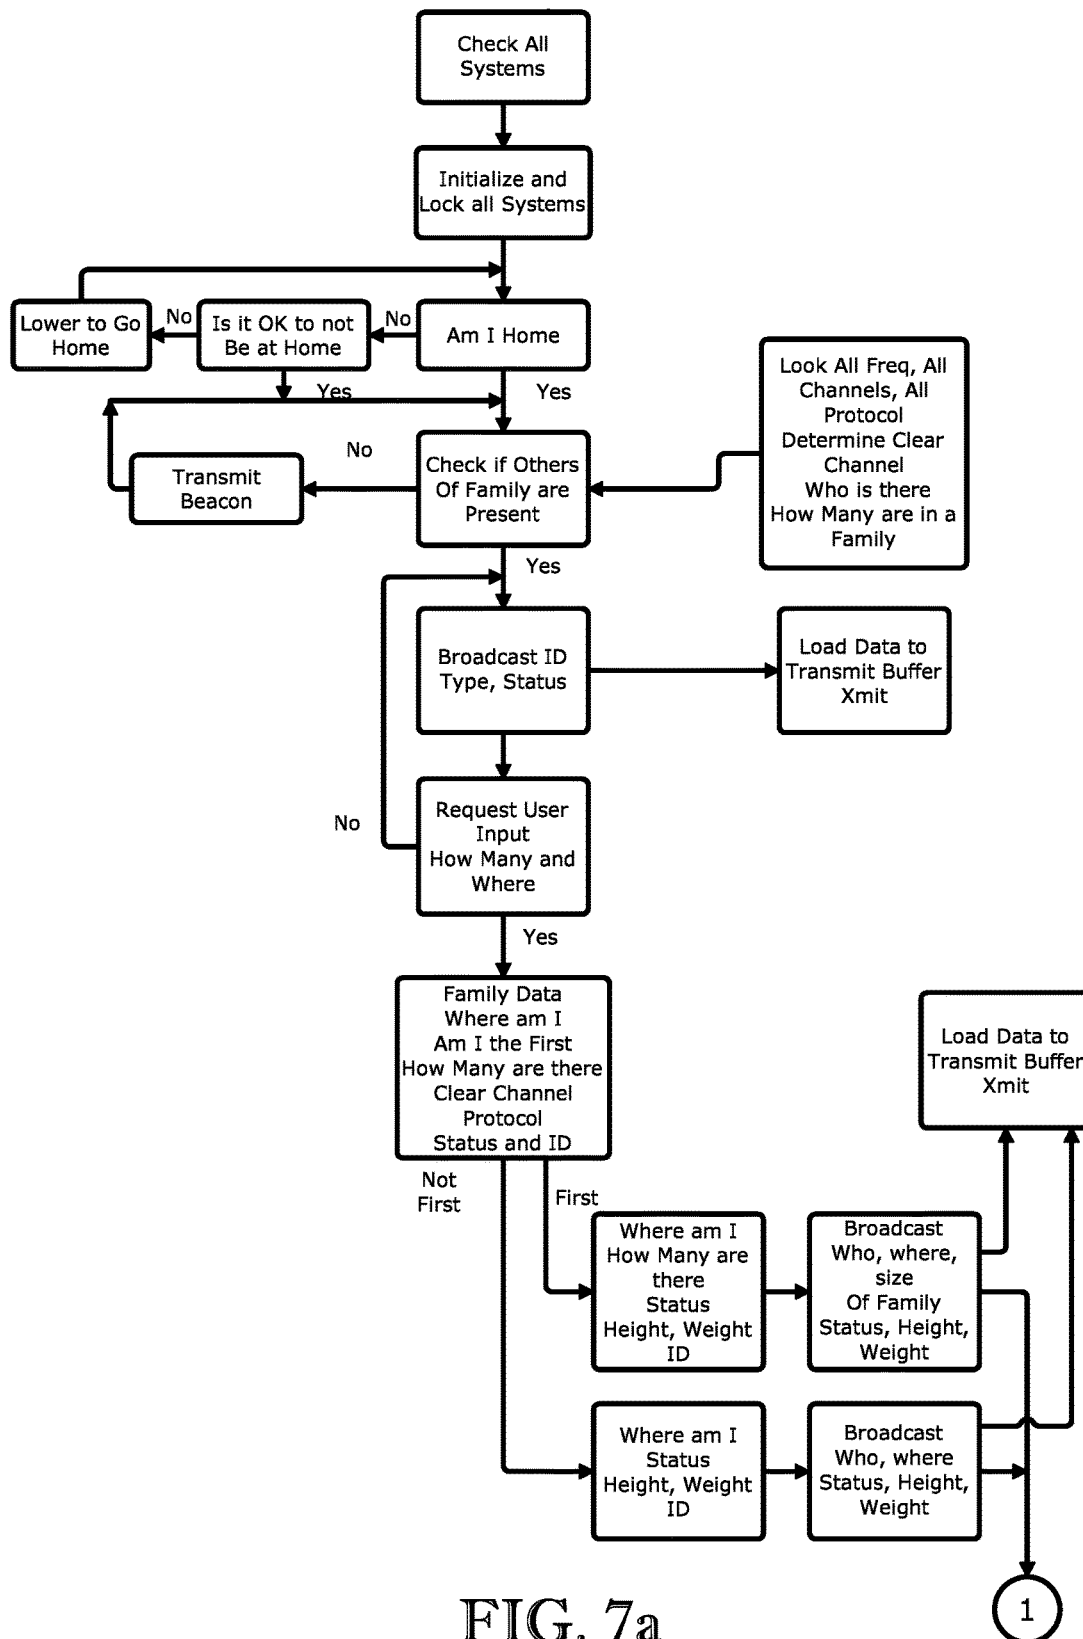 Check All
Systems
Initialize and
Lock all Systems
Lower to Go
Home
No
Is it OK to not
Be at Home
No
Am I Home
Yes
Yes
Look All Freq, All
Channels, All
Protocol
Determine Clear
Channel
Who is there
How Many are in a
Family
No
Transmit
Beacon
Check if Others
Of Family are
Present
Yes
Broadcast ID
Type, Status
Load Data to
Transmit Buffer
Xmit
Request User
Input
How Many and
Where
No
Yes
Family Data
Where am I
Am I the First
How Many are there
Clear Channel
Protocol
Status and ID
Load Data to
Transmit Buffer
Xmit
Not
First
First
Where am I
How Many are
there
Status
Height, Weight
ID
Broadcast
Who, where,
size
Of Family
Status, Height,
Weight
Where am I
Status
Height, Weight
ID
Broadcast
Who, where
Status, Height,
Weight
1
FIG. 7a